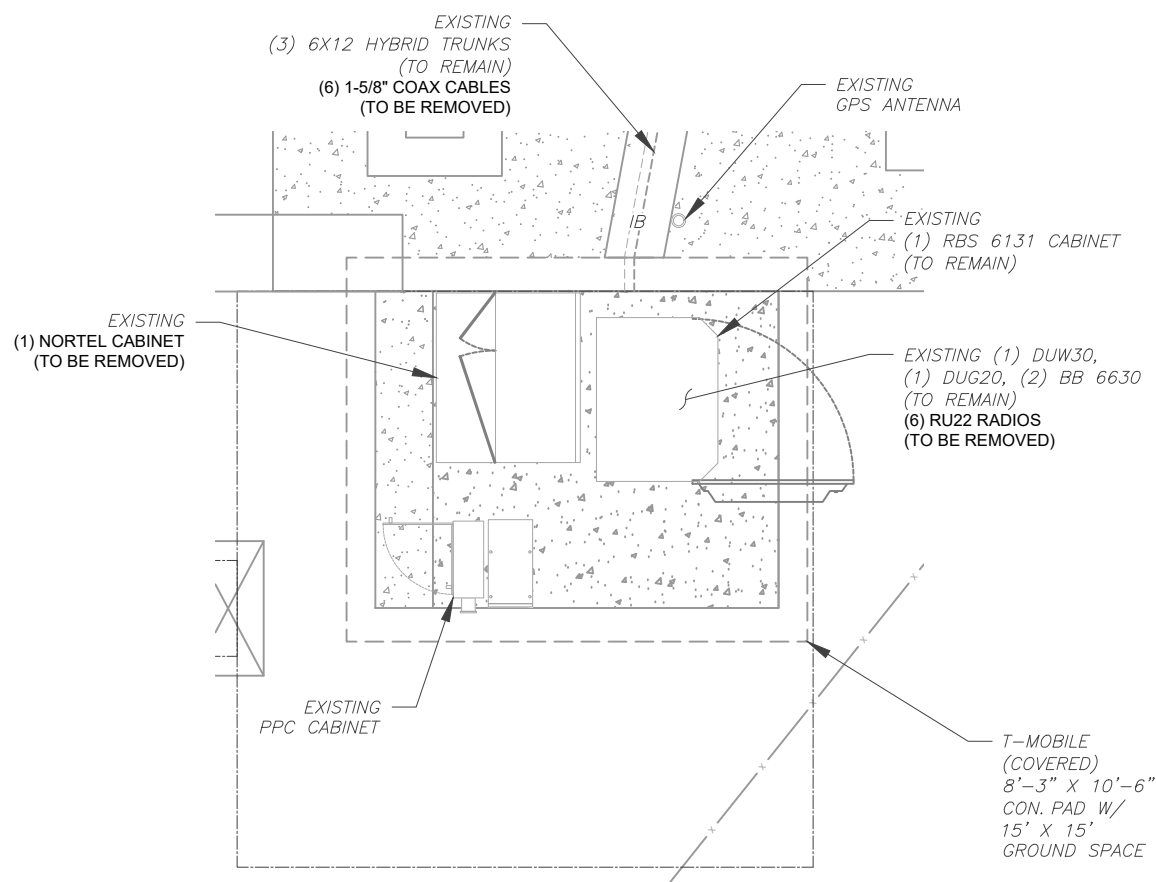 EXISTING
(3) 6X12 HYBRID TRUNKS
(TO REMAIN)
(6) 1-5/8" COAX CABLES
(TO BE REMOVED)
EXISTING
GPS ANTENNA
IB
EXISTING
(1) RBS 6131 CABINET
(TO REMAIN)
EXISTING
(1) NORTEL CABINET
(TO BE REMOVED)
EXISTING (1) DUW30,
(1) DUG20, (2) BB 6630
(TO REMAIN)
(6) RU22 RADIOS
(TO BE REMOVED)
EXISTING
PPC CABINET
T-MOBILE
(COVERED)
8'-3" X 10'-6"
CON. PAD W/
15' X 15'
GROUND SPACE
x
x
x
x
x